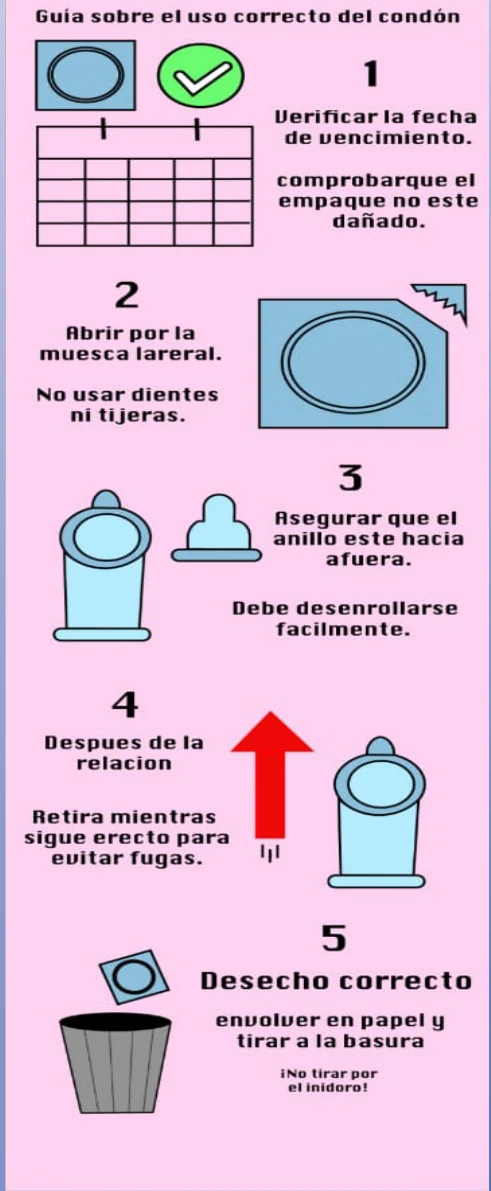 Guía sobre el uso correcto del condón
1
Verificar la fecha
de vencimiento.
comprobarque el
empaque no este
dañado.
2
Abrir por la
muesca lareral.
No usar dientes
ni tijeras.
3
Asegurar que el
anillo este hacia
afuera.
Debe desenrollarse
facilmente.
4
Despues de la
relacion
Retira mientras
sigue erecto para
evitar fugas.
5
Desecho correcto
envolver en papel y
tirar a la basura
¡No tirar por
el inidoro!